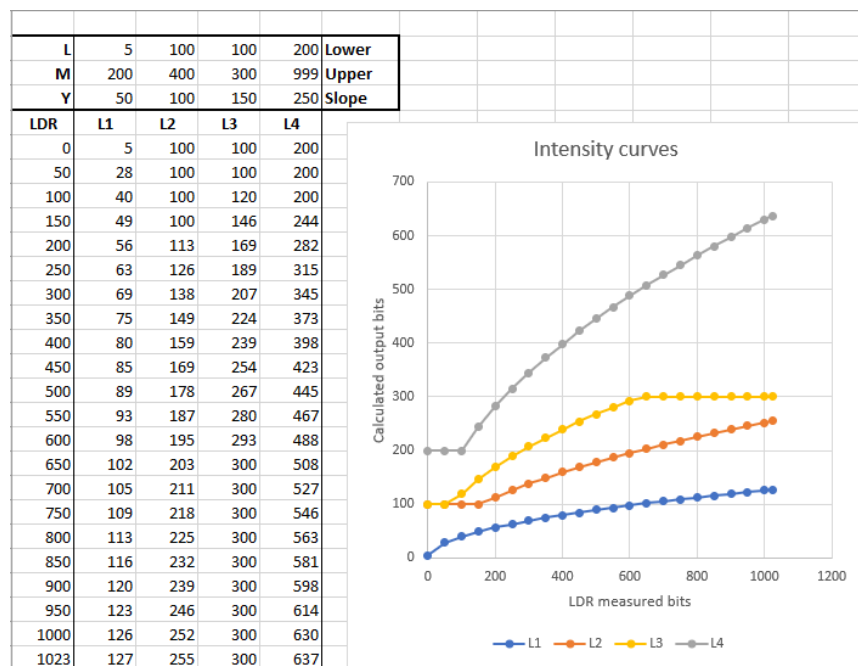 L 5 100 100 200 Lower
M 200 400 300 999 Upper
Y 50 100 150 250 Slope
LDR L1 L2 L3 L4
0 5 100 100 200
50 28 100 100 200
100 40 100 120 200
150 49 100 146 244
200 56 113 169 282
250 63 126 189 315
300 69 138 207 345
350 75 149 224 373
400 80 159 239 398
450 85 169 254 423
500 89 178 267 445
550 93 187 280 467
600 98 195 293 488
650 102 203 300 508
700 105 211 300 527
750 109 218 300 546
800 113 225 300 563
850 116 232 300 581
900 120 239 300 598
950 123 246 300 614
1000 126 252 300 630
1023 127 255 300 637
Intensity curves
700
600
500
400
300
200
100
0
Calculated output bits
0 200 400 600 800 1000 1200
LDR measured bits
L1 L2 L3 L4